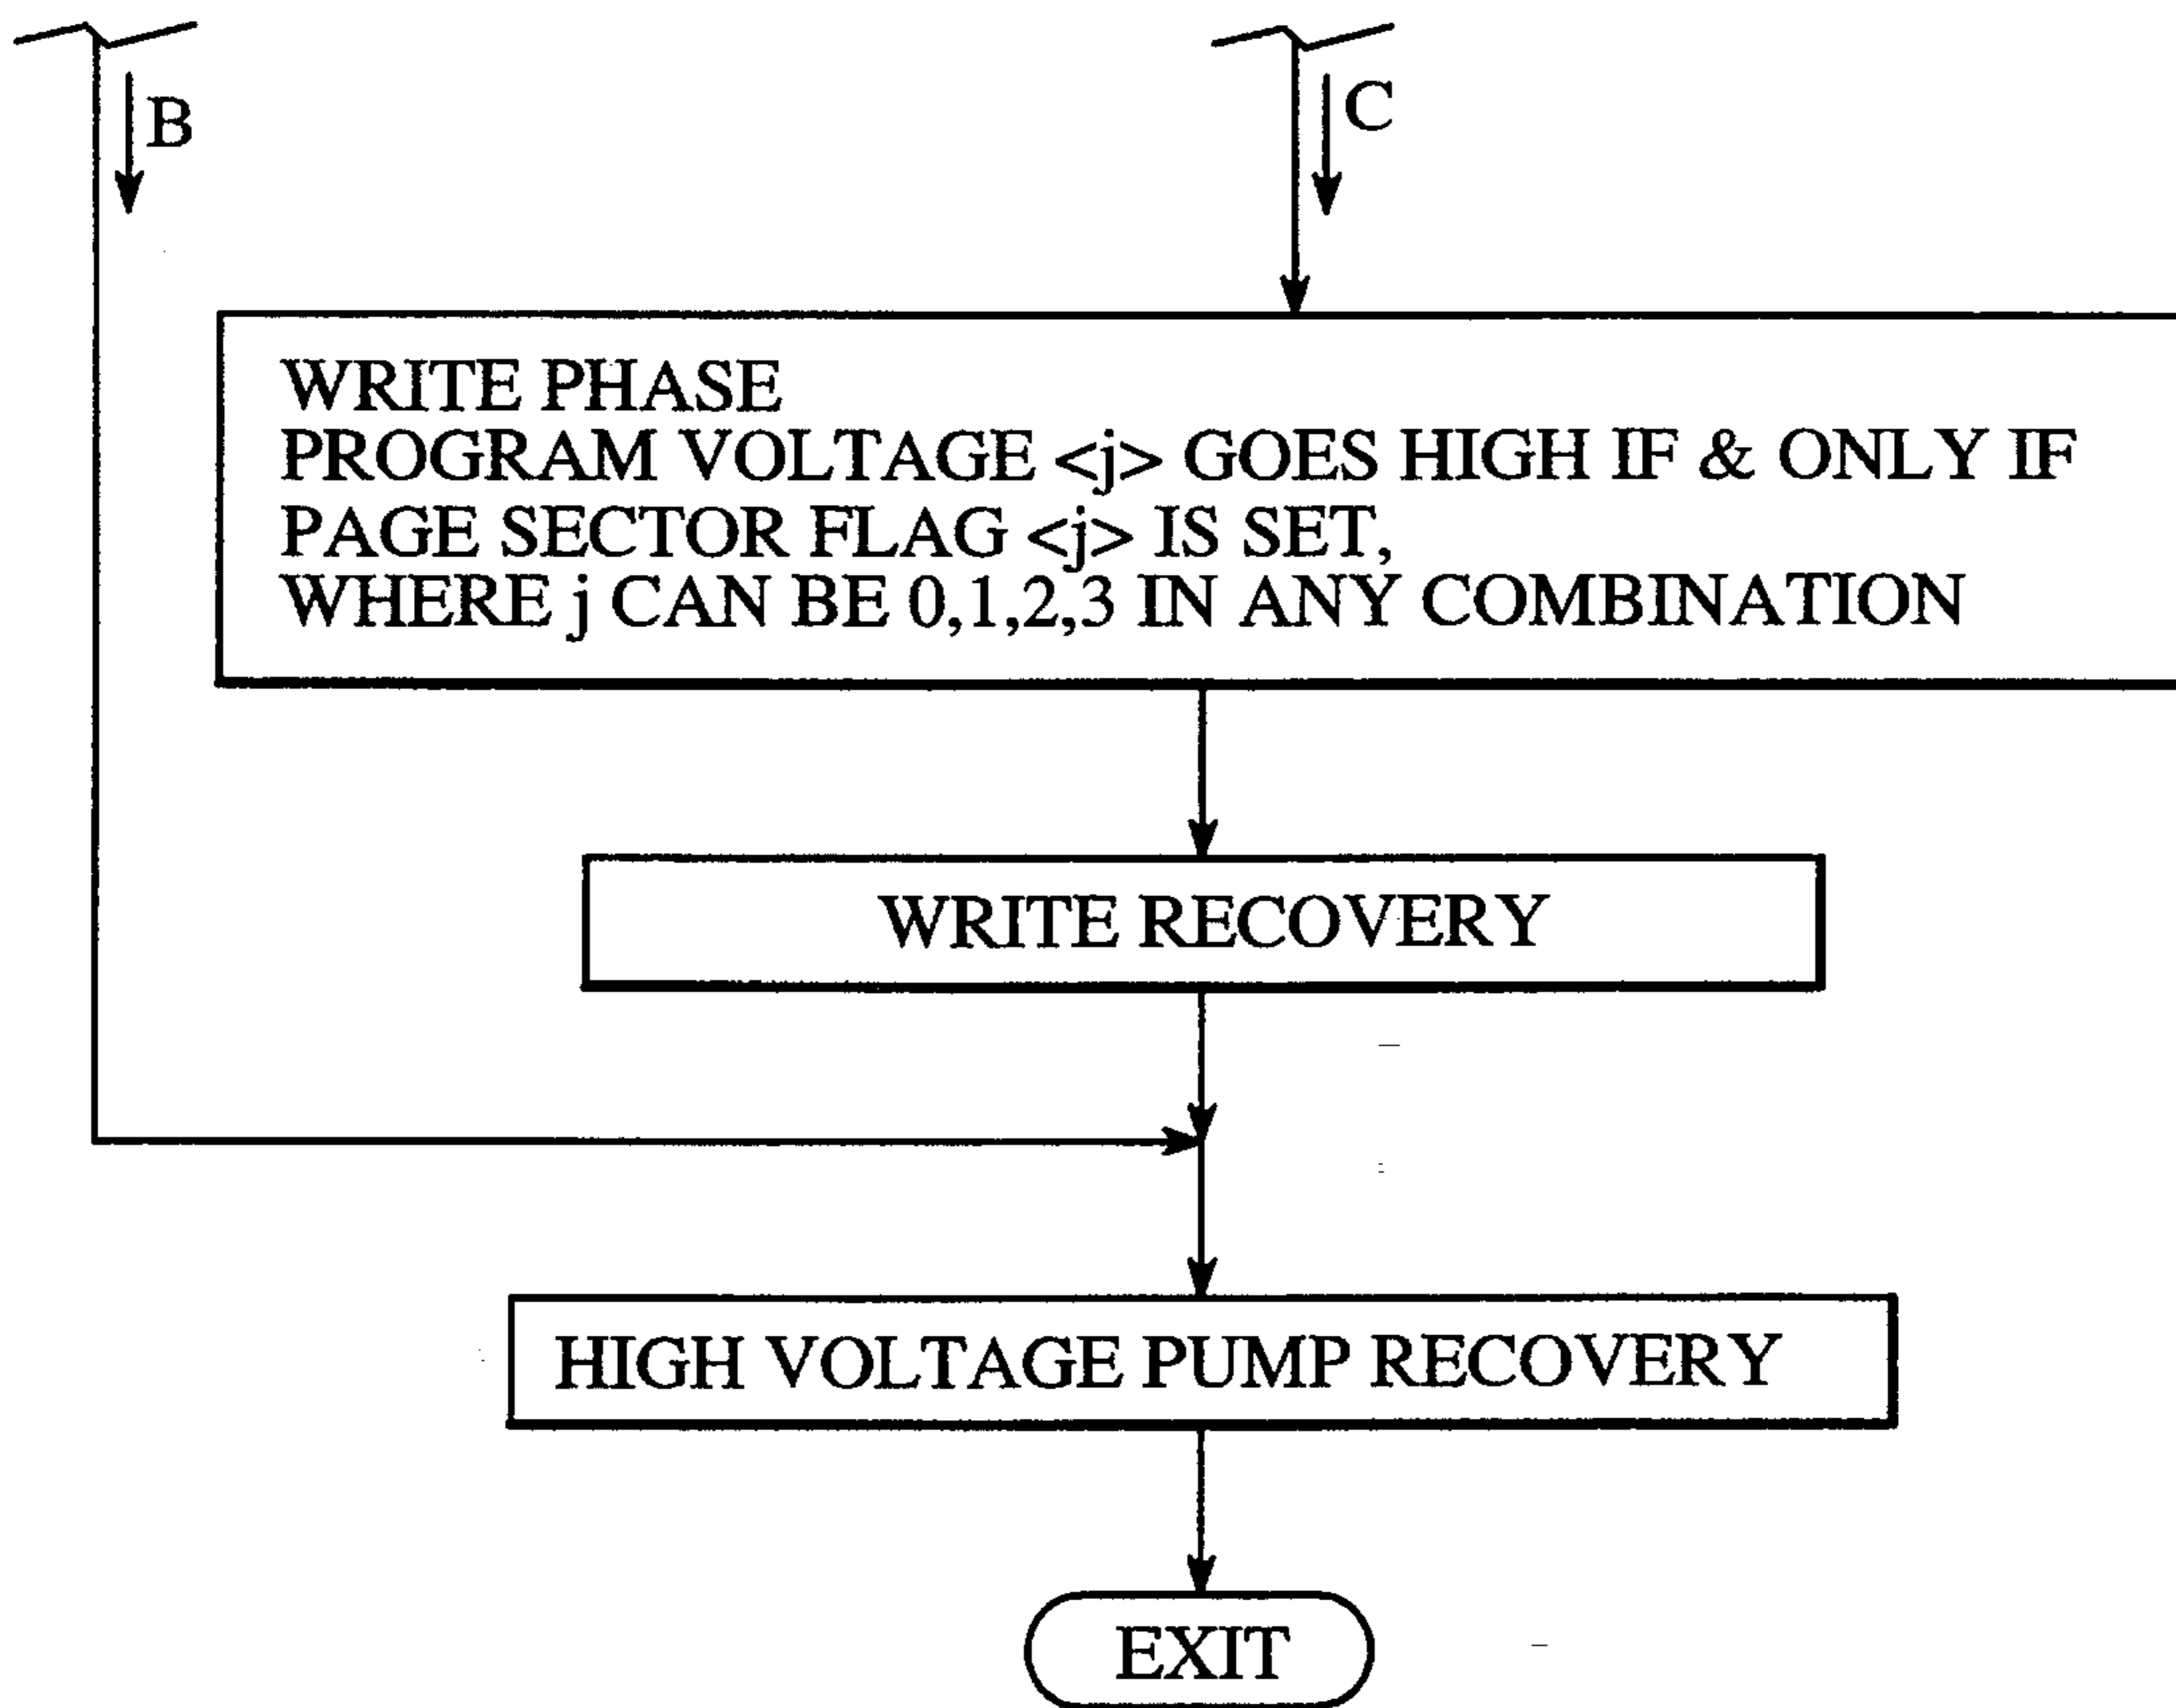 B
C
WRITE PHASE
PROGRAM VOLTAGE <j> GOES HIGH IF & ONLY IF
PAGE SECTOR FLAG <j> IS SET,
WHERE j CAN BE 0,1,2,3 IN ANY COMBINATION
WRITE RECOVERY
HIGH VOLTAGE PUMP RECOVERY
EXIT